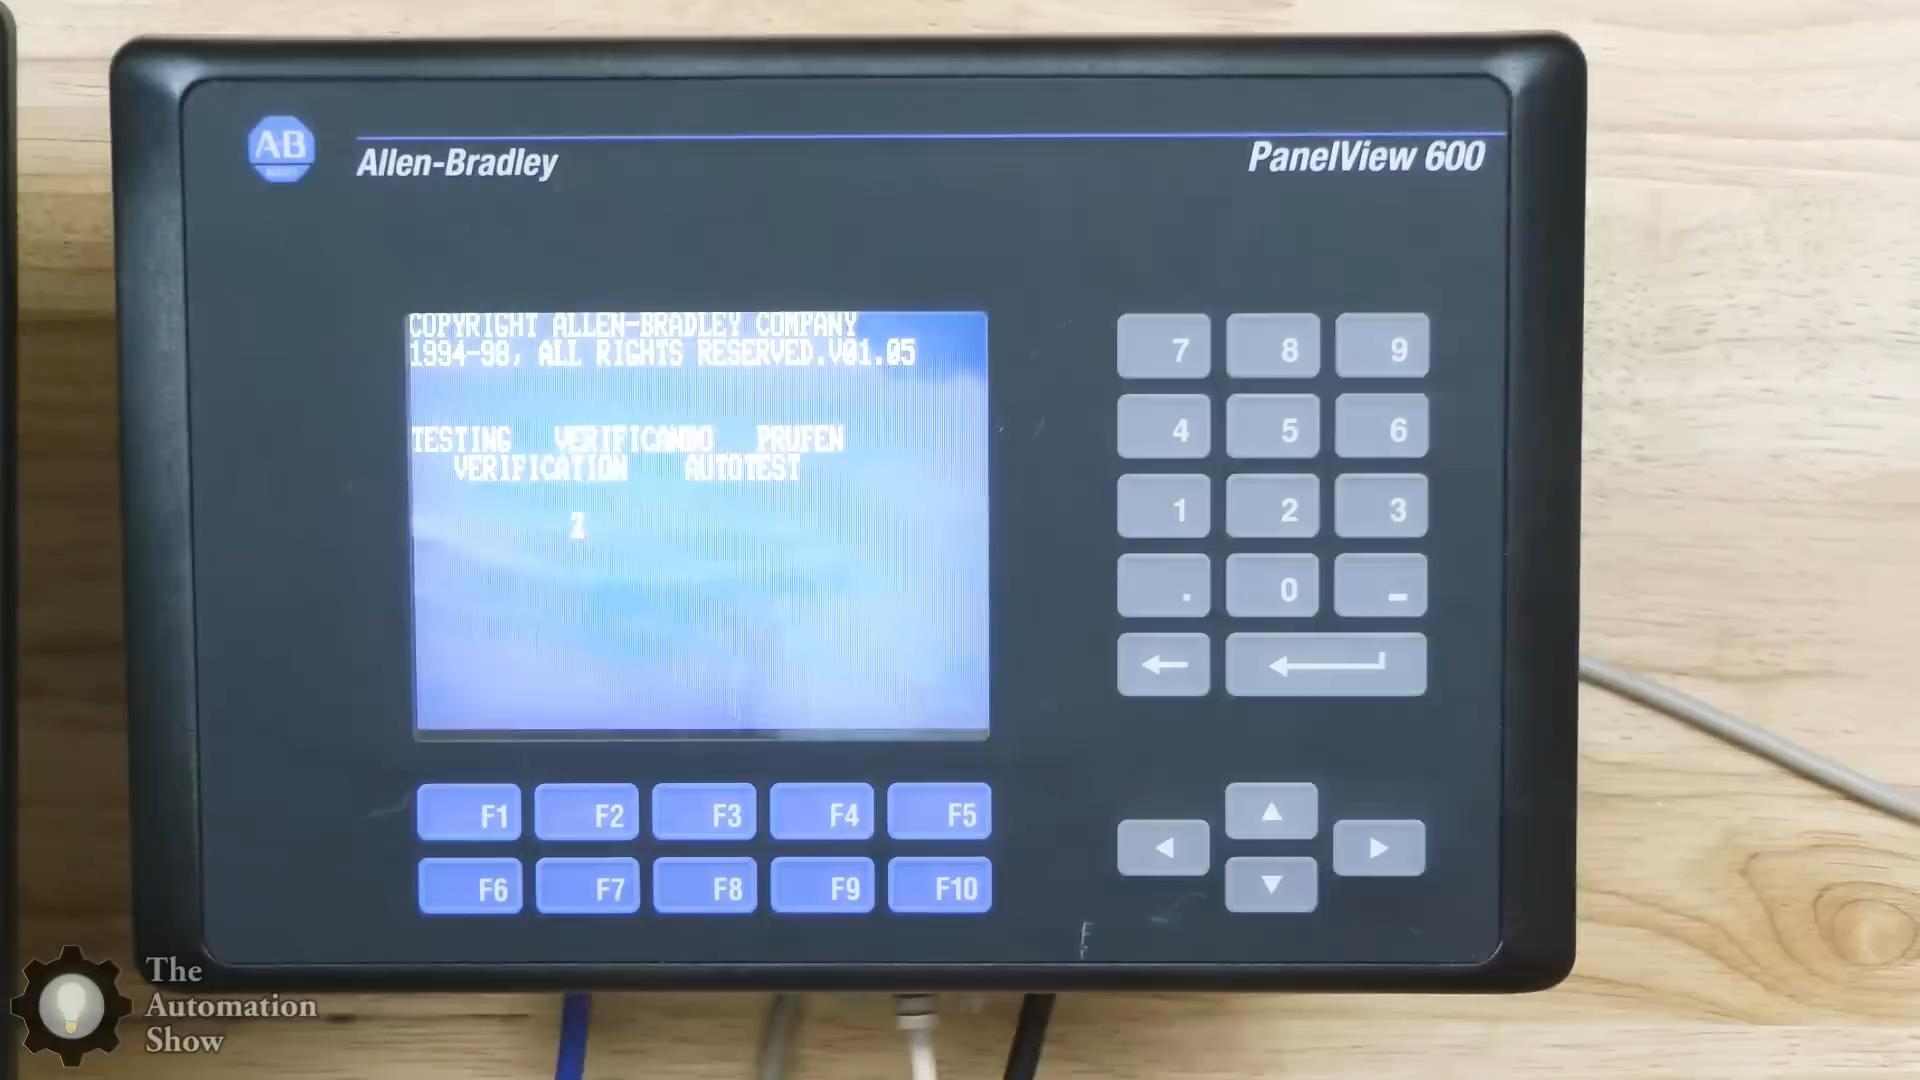 AB
Allen-Bradley
PanelView 600
COPYRIGHT ALLEN-BRADLEY COMPANY
1994-98, ALL RIGHTS RESERVED.V01.05
TESTING VERIFICANDO PRUFEN
VERIFICATION AUTOTEST
7 8 9
4 5 6
1 2 3
. 0 -
F1 F2 F3 F4 F5
F6 F7 F8 F9 F10
The
Automation
Show